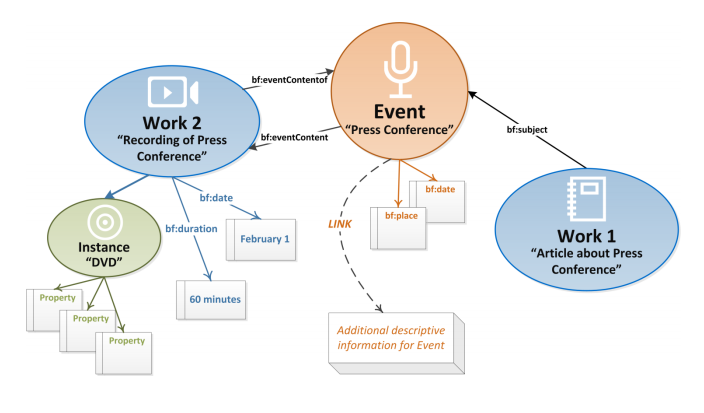 bf:eventContentof
Event
“Press Conference”
Work 2
“Recording of Press
Conference”
bf:eventContent
bf:subject
bf:date
bf:duration
February 1
60 minutes
bf:date
bf:place
LINK
Work 1
“Article about Press
Conference”
Instance
“DVD”
Property
Property
Property
Additional descriptive
information for Event